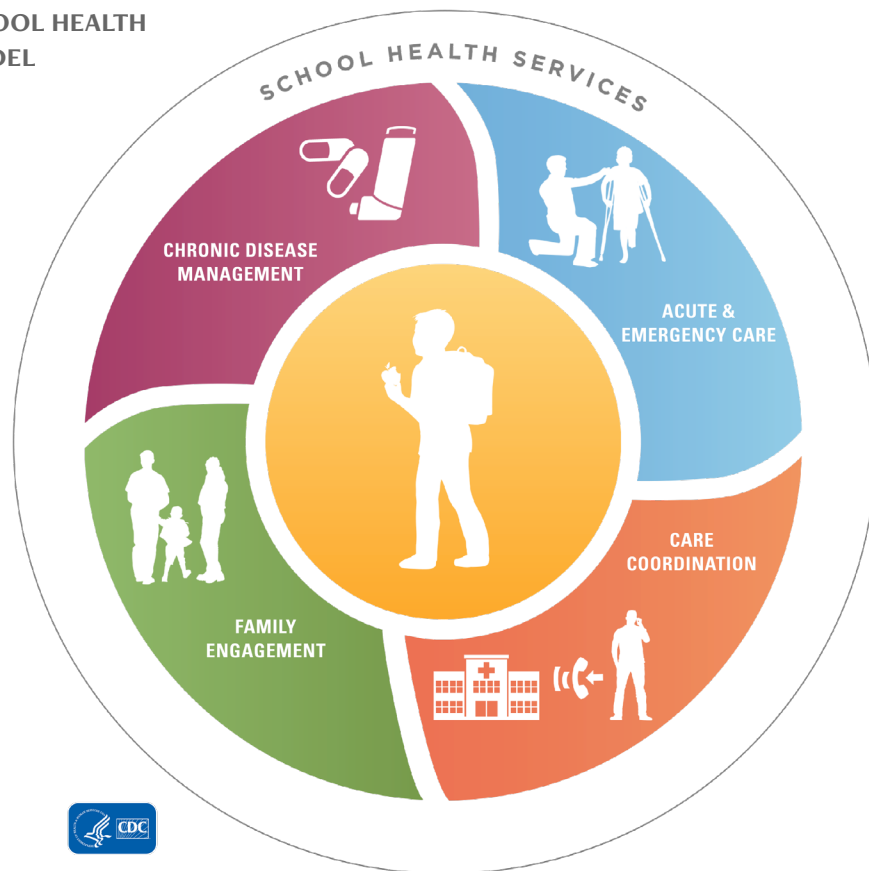 OOL HEALTH
DEL
SCHOOL HEALTH SERVICES
CHRONIC DISEASE
MANAGEMENT
ACUTE &
EMERGENCY CARE
CARE
COORDINATION
FAMILY
ENGAGEMENT
CDC